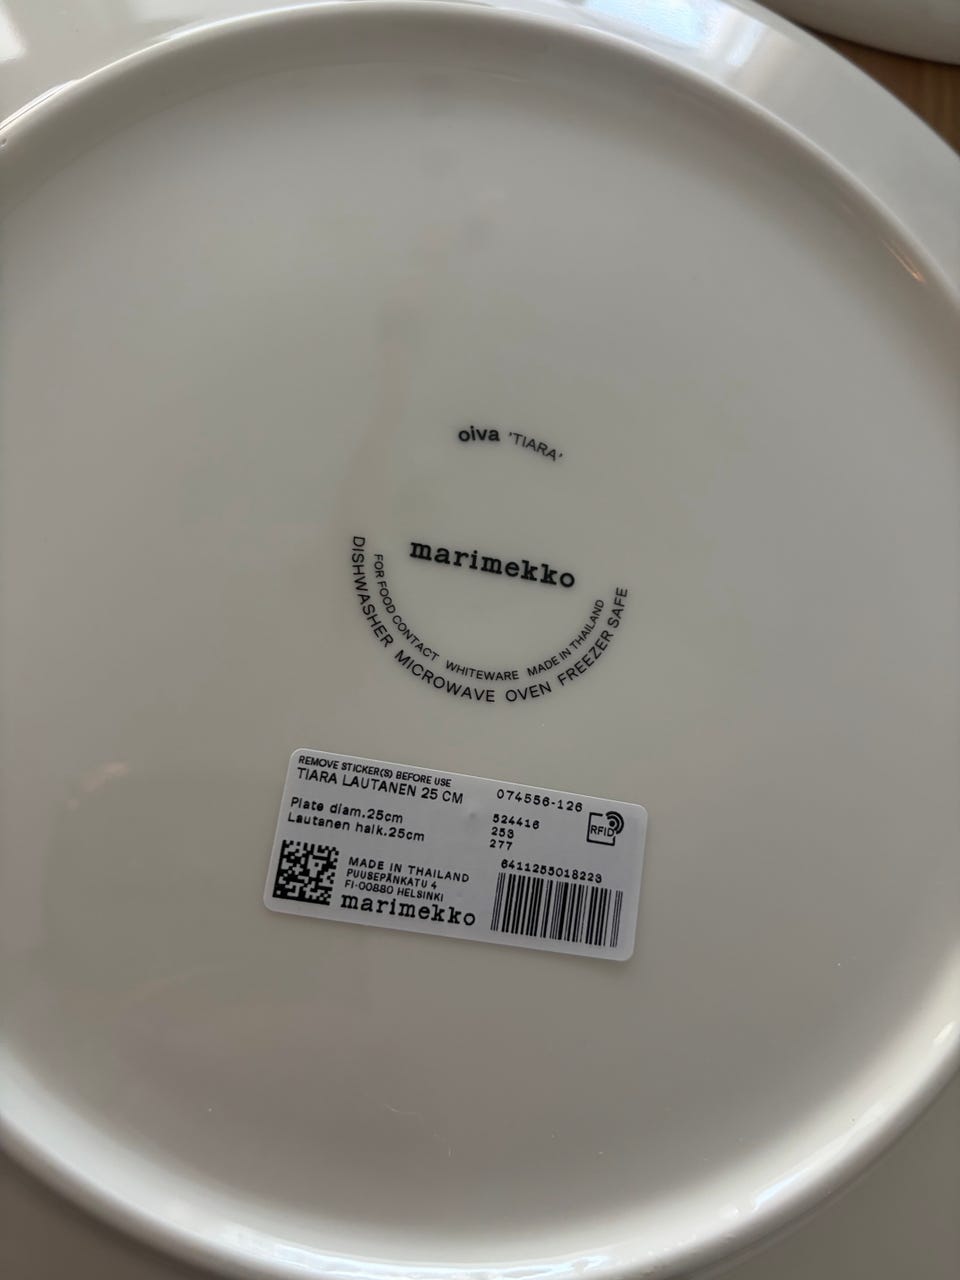 oiva 'TIARA'
marimekko
FOR FOOD CONTACT WHITEWARE MADE IN THAILAND
DISHWASHER MICROWAVE OVEN FREEZER SAFE
REMOVE STICKER(S) BEFORE USE
TIARA LAUTANEN 25 CM
074556-126
Plate diam.25cm
Lautanen halk.25cm
524416
253
277
RFID
MADE IN THAILAND
PUUSEPÄNKATU 4
FI-00880 HELSINKI
marimekko
6411255018223